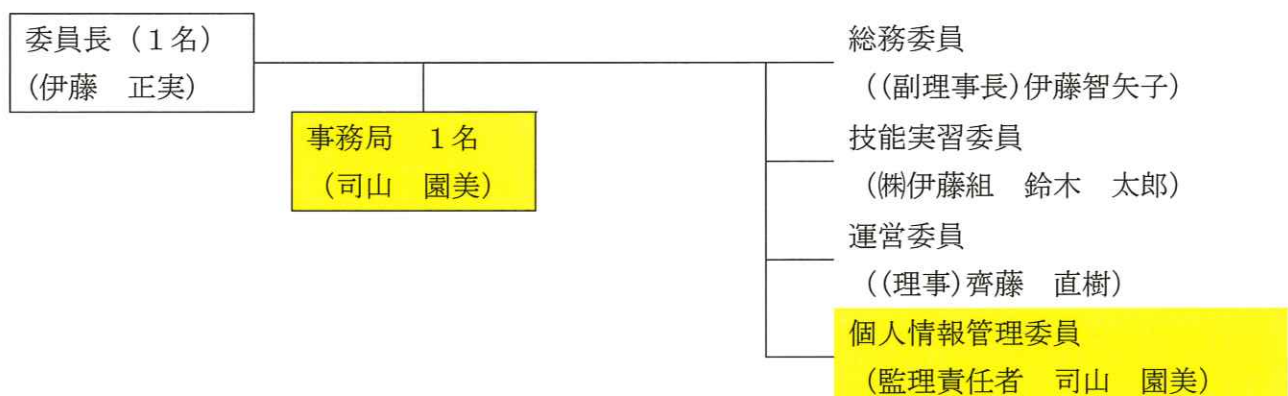 委員長（１名）
(伊藤　正実)
事務局　１名
(司山　園美)
総務委員
((副理事長)伊藤智矢子)
技能実習委員
(㈱伊藤組　鈴木　太郎)
運営委員
((理事)齊藤　直樹)
個人情報管理委員
(監理責任者　司山　園美)